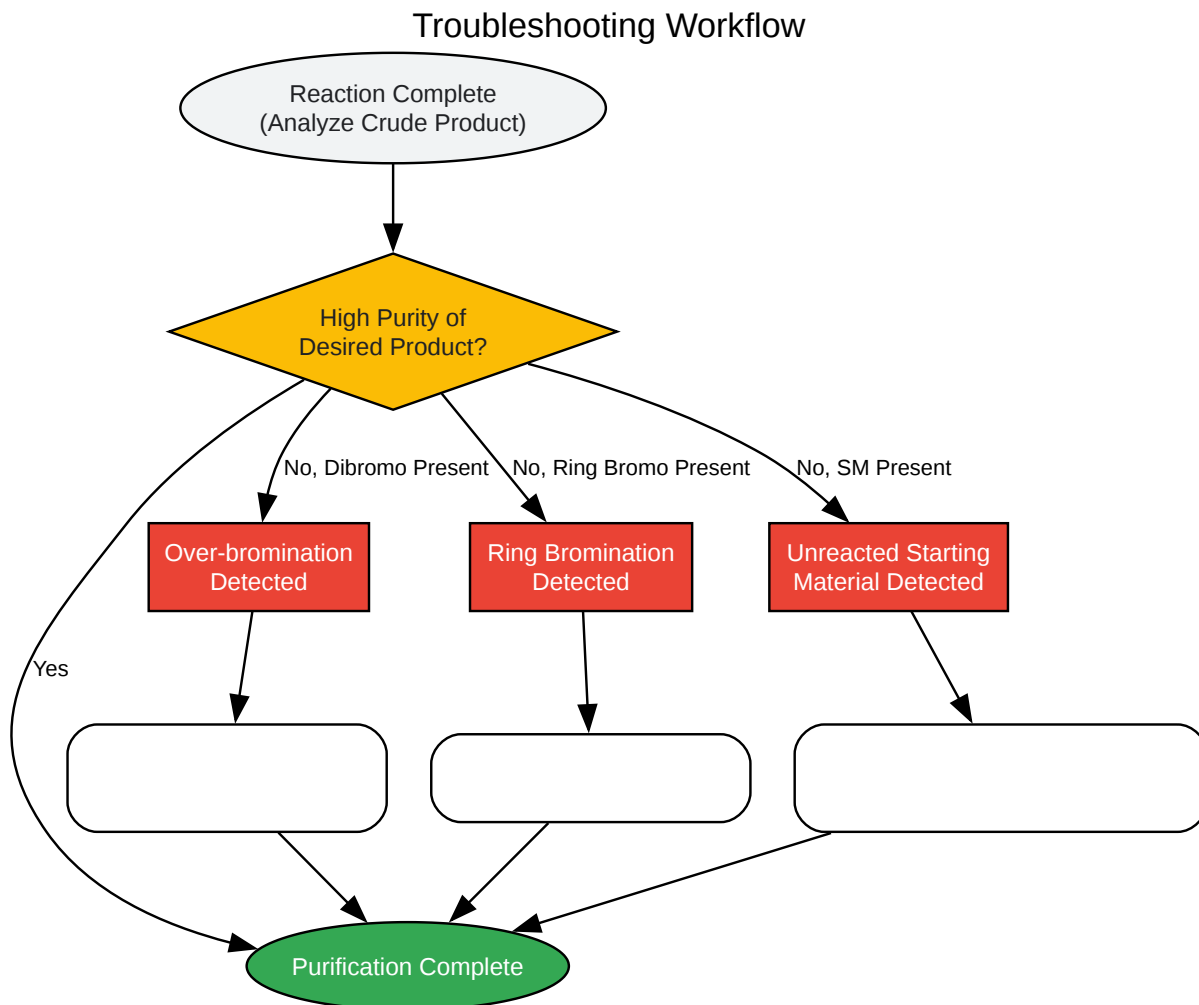 Troubleshooting Workflow
Reaction Complete
(Analyze Crude Product)
High Purity of
Desired Product?
No, Dibromo Present
No, Ring Bromo Present
No, SM Present
Over-bromination
Detected
Ring Bromination
Detected
Unreacted Starting
Material Detected
Yes
Purification Complete